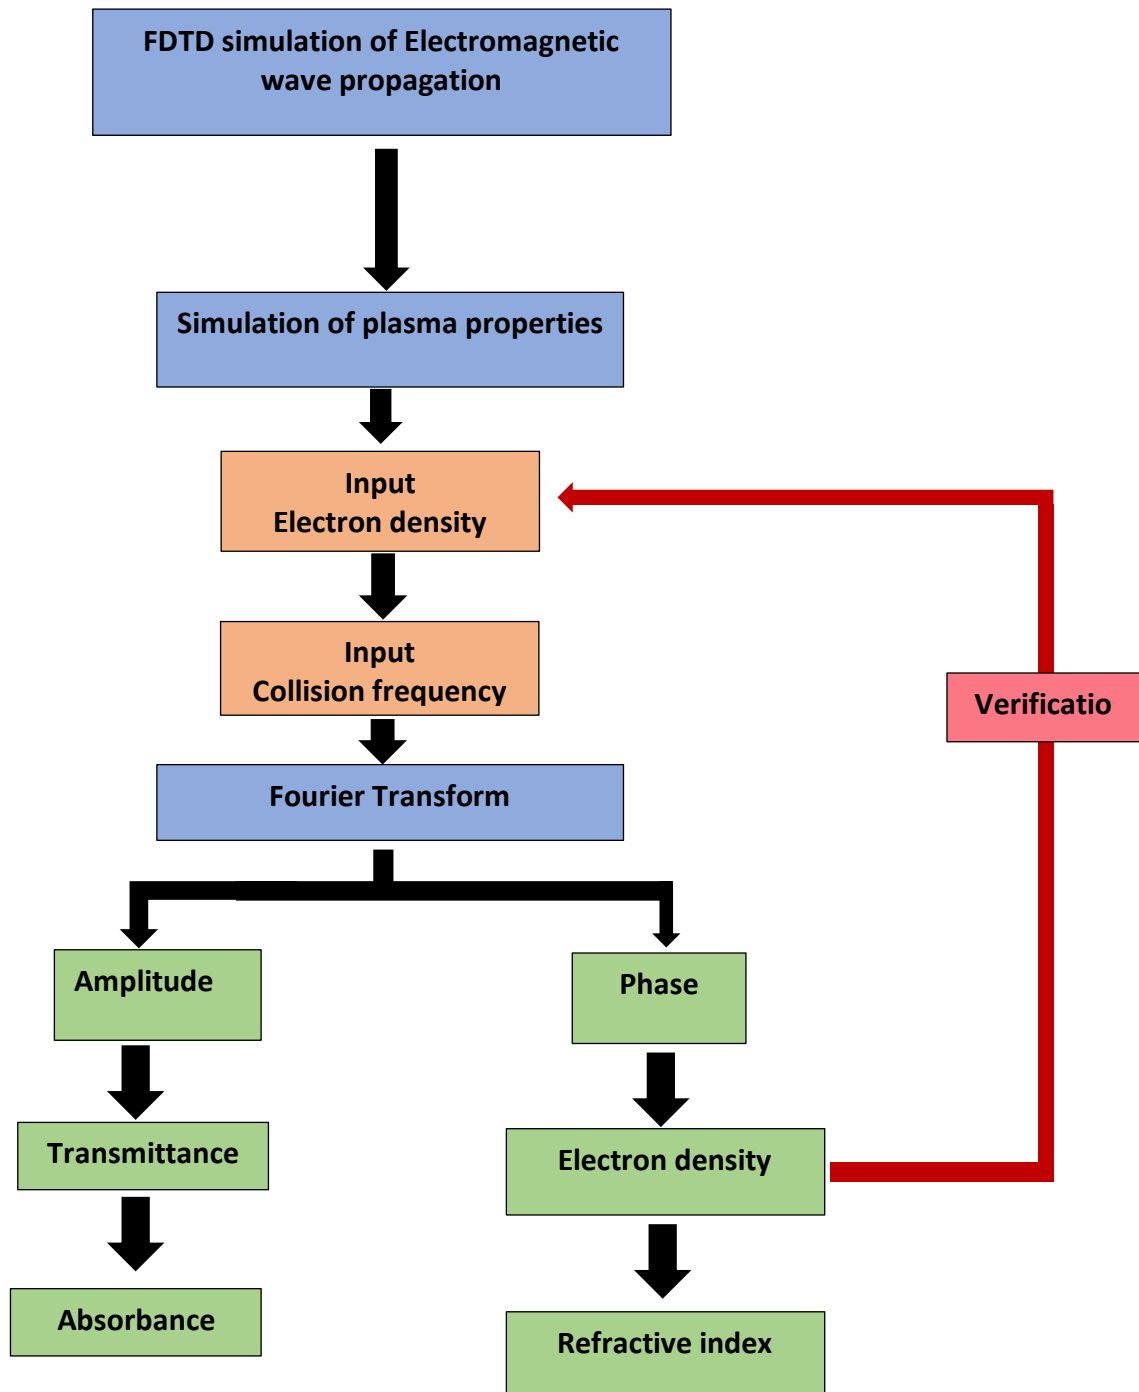 FDTD simulation of Electromagnetic
wave propagation
Simulation of plasma properties
Input
Electron density
Input
Collision frequency
Verificatio
Fourier Transform
Amplitude
Phase
Transmittance
Electron density
Absorbance
Refractive index